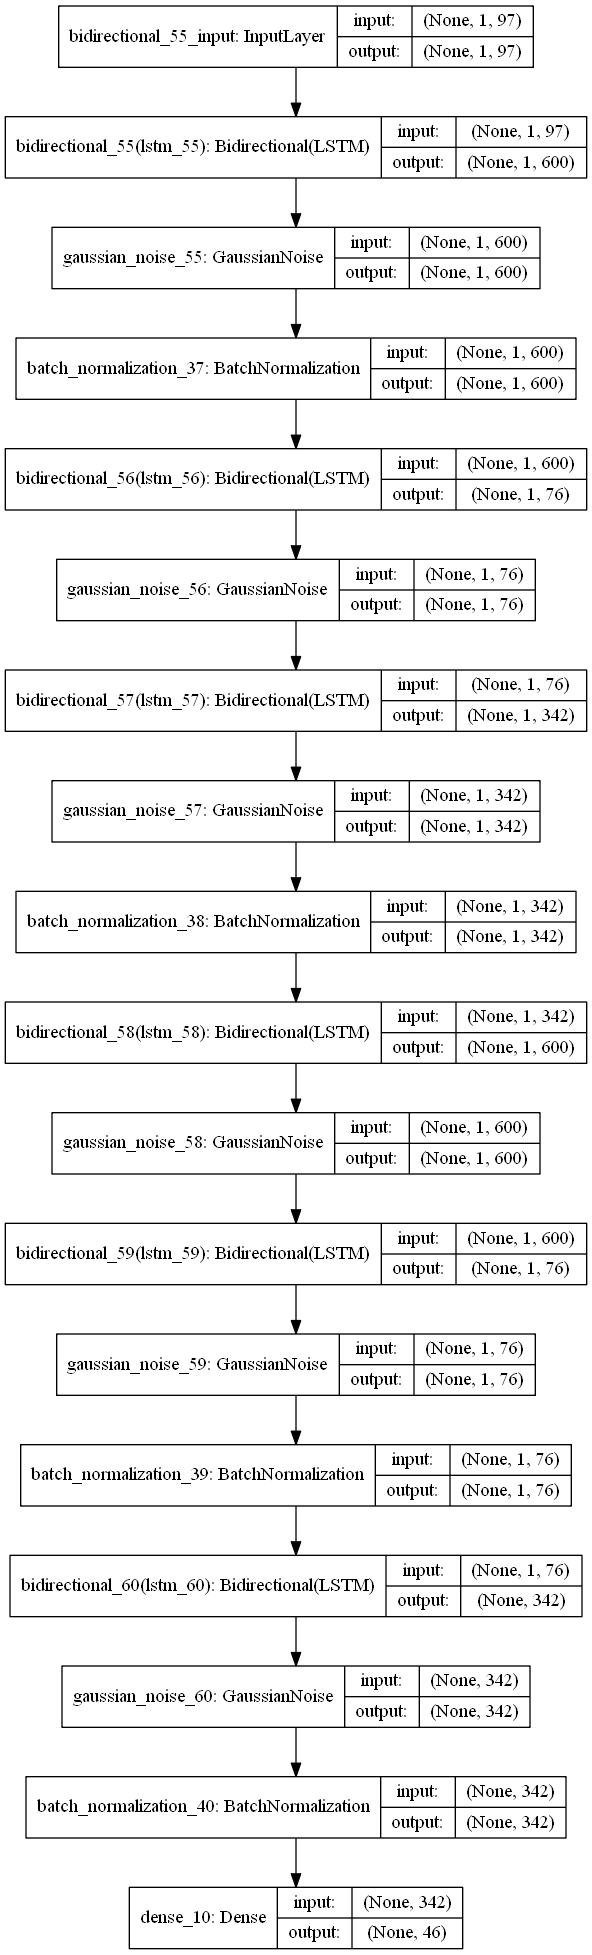 bidirectional_55_input: InputLayer
input: (None, 1, 97)
output: (None, 1, 97)
bidirectional_55(lstm_55): Bidirectional(LSTM)
input: (None, 1, 97)
output: (None, 1, 600)
gaussian_noise_55: GaussianNoise
input: (None, 1, 600)
output: (None, 1, 600)
batch_normalization_37: BatchNormalization
input: (None, 1, 600)
output: (None, 1, 600)
bidirectional_56(lstm_56): Bidirectional(LSTM)
input: (None, 1, 600)
output: (None, 1, 76)
gaussian_noise_56: GaussianNoise
input: (None, 1, 76)
output: (None, 1, 76)
bidirectional_57(lstm_57): Bidirectional(LSTM)
input: (None, 1, 76)
output: (None, 1, 342)
gaussian_noise_57: GaussianNoise
input: (None, 1, 342)
output: (None, 1, 342)
batch_normalization_38: BatchNormalization
input: (None, 1, 342)
output: (None, 1, 342)
bidirectional_58(lstm_58): Bidirectional(LSTM)
input: (None, 1, 342)
output: (None, 1, 600)
gaussian_noise_58: GaussianNoise
input: (None, 1, 600)
output: (None, 1, 600)
bidirectional_59(lstm_59): Bidirectional(LSTM)
input: (None, 1, 600)
output: (None, 1, 76)
gaussian_noise_59: GaussianNoise
input: (None, 1, 76)
output: (None, 1, 76)
batch_normalization_39: BatchNormalization
input: (None, 1, 76)
output: (None, 1, 76)
bidirectional_60(lstm_60): Bidirectional(LSTM)
input: (None, 1, 76)
output: (None, 342)
gaussian_noise_60: GaussianNoise
input: (None, 342)
output: (None, 342)
batch_normalization_40: BatchNormalization
input: (None, 342)
output: (None, 342)
dense_10: Dense
input: (None, 342)
output: (None, 46)